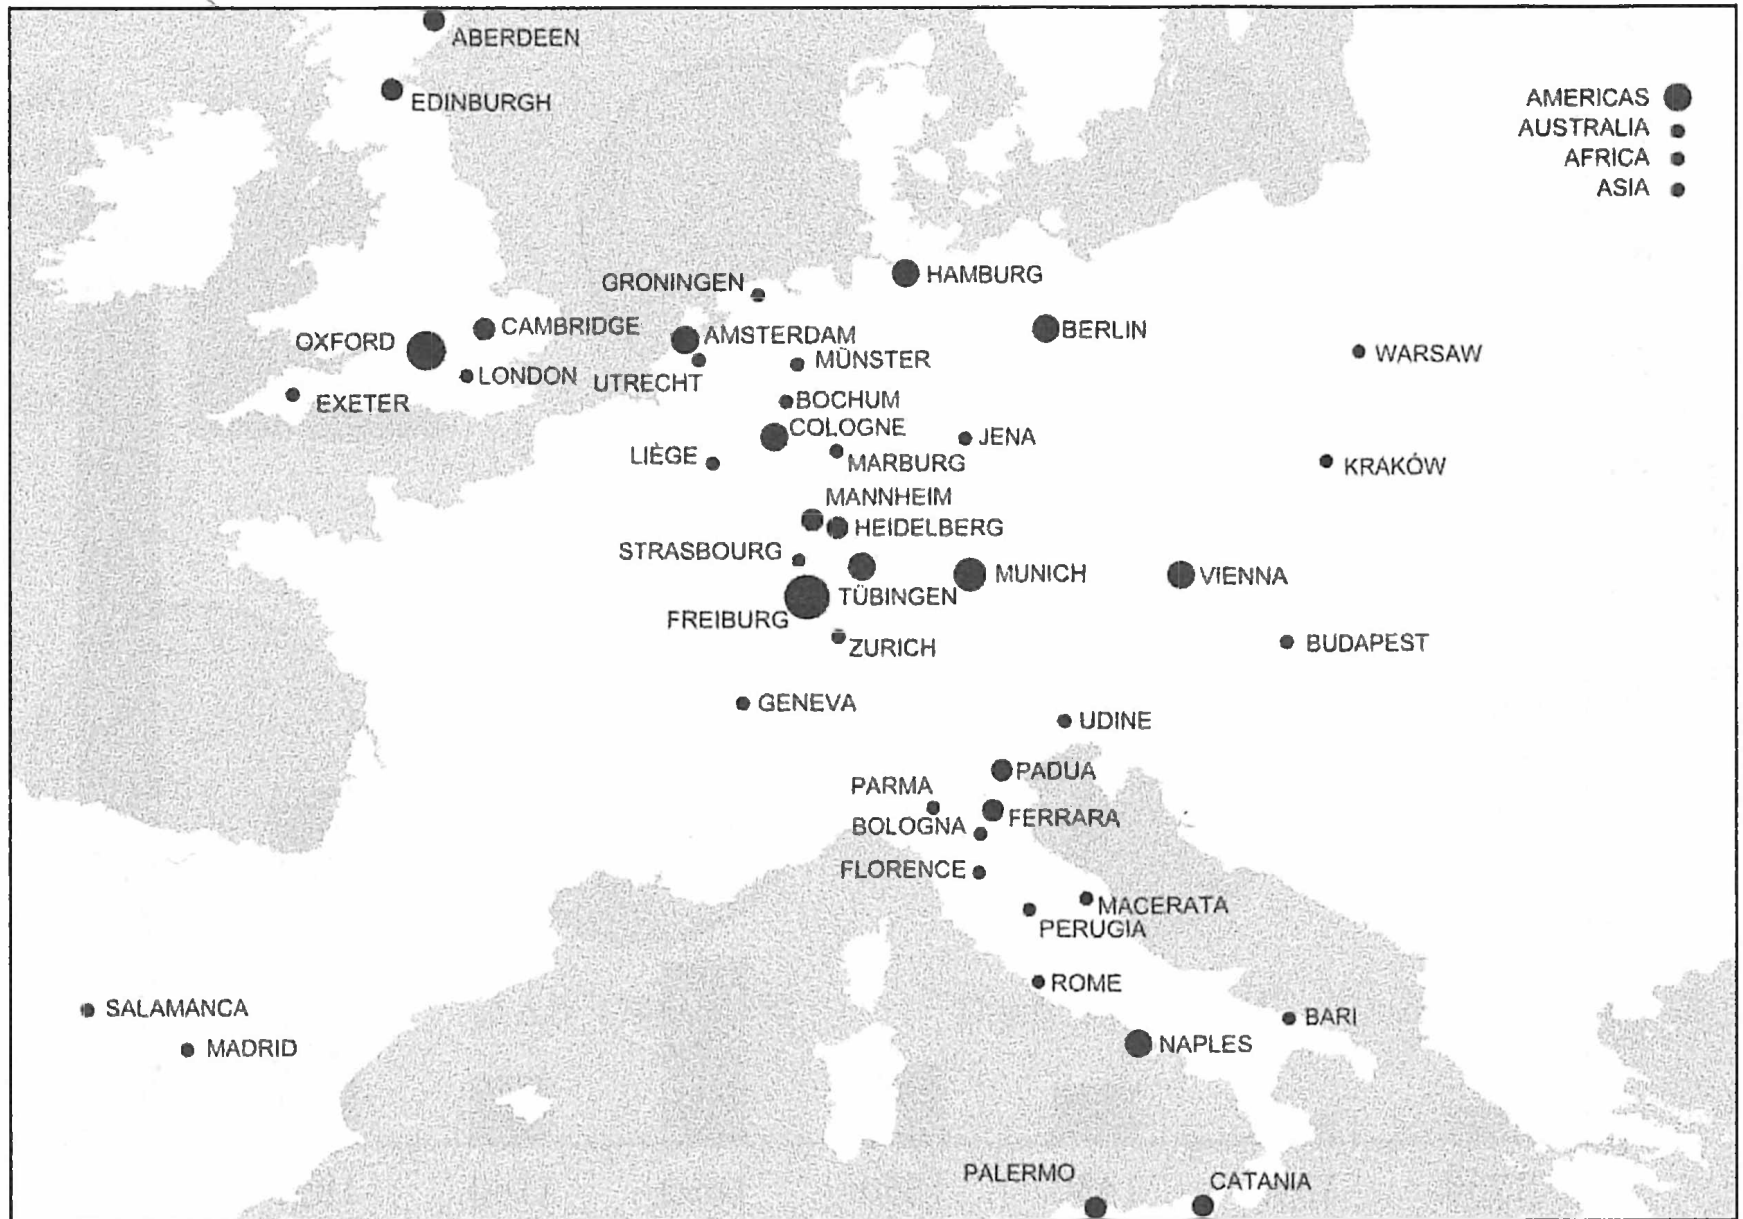 ABERDEEN
EDINBURGH
AMERICAS
AUSTRALIA
AFRICA
ASIA
HAMBURG
GRONINGEN
CAMBRIDGE
OXFORD
AMSTERDAM
BERLIN
LONDON
UTRECHT
MÜNSTER
WARSAW
EXETER
BOCHUM
COLOGNE
JENA
LIÈGE
MARBURG
KRAKÓW
MANNHEIM
HEIDELBERG
STRASBOURG
MUNICH
VIENNA
TÜBINGEN
FREIBURG
ZURICH
BUDAPEST
GENEVA
UDINE
PADUA
PARMA
FERRARA
BOLOGNA
FLORENCE
MACERATA
PERUGIA
ROME
SALAMANCA
BARI
MADRID
NAPLES
PALERMO
CATANIA